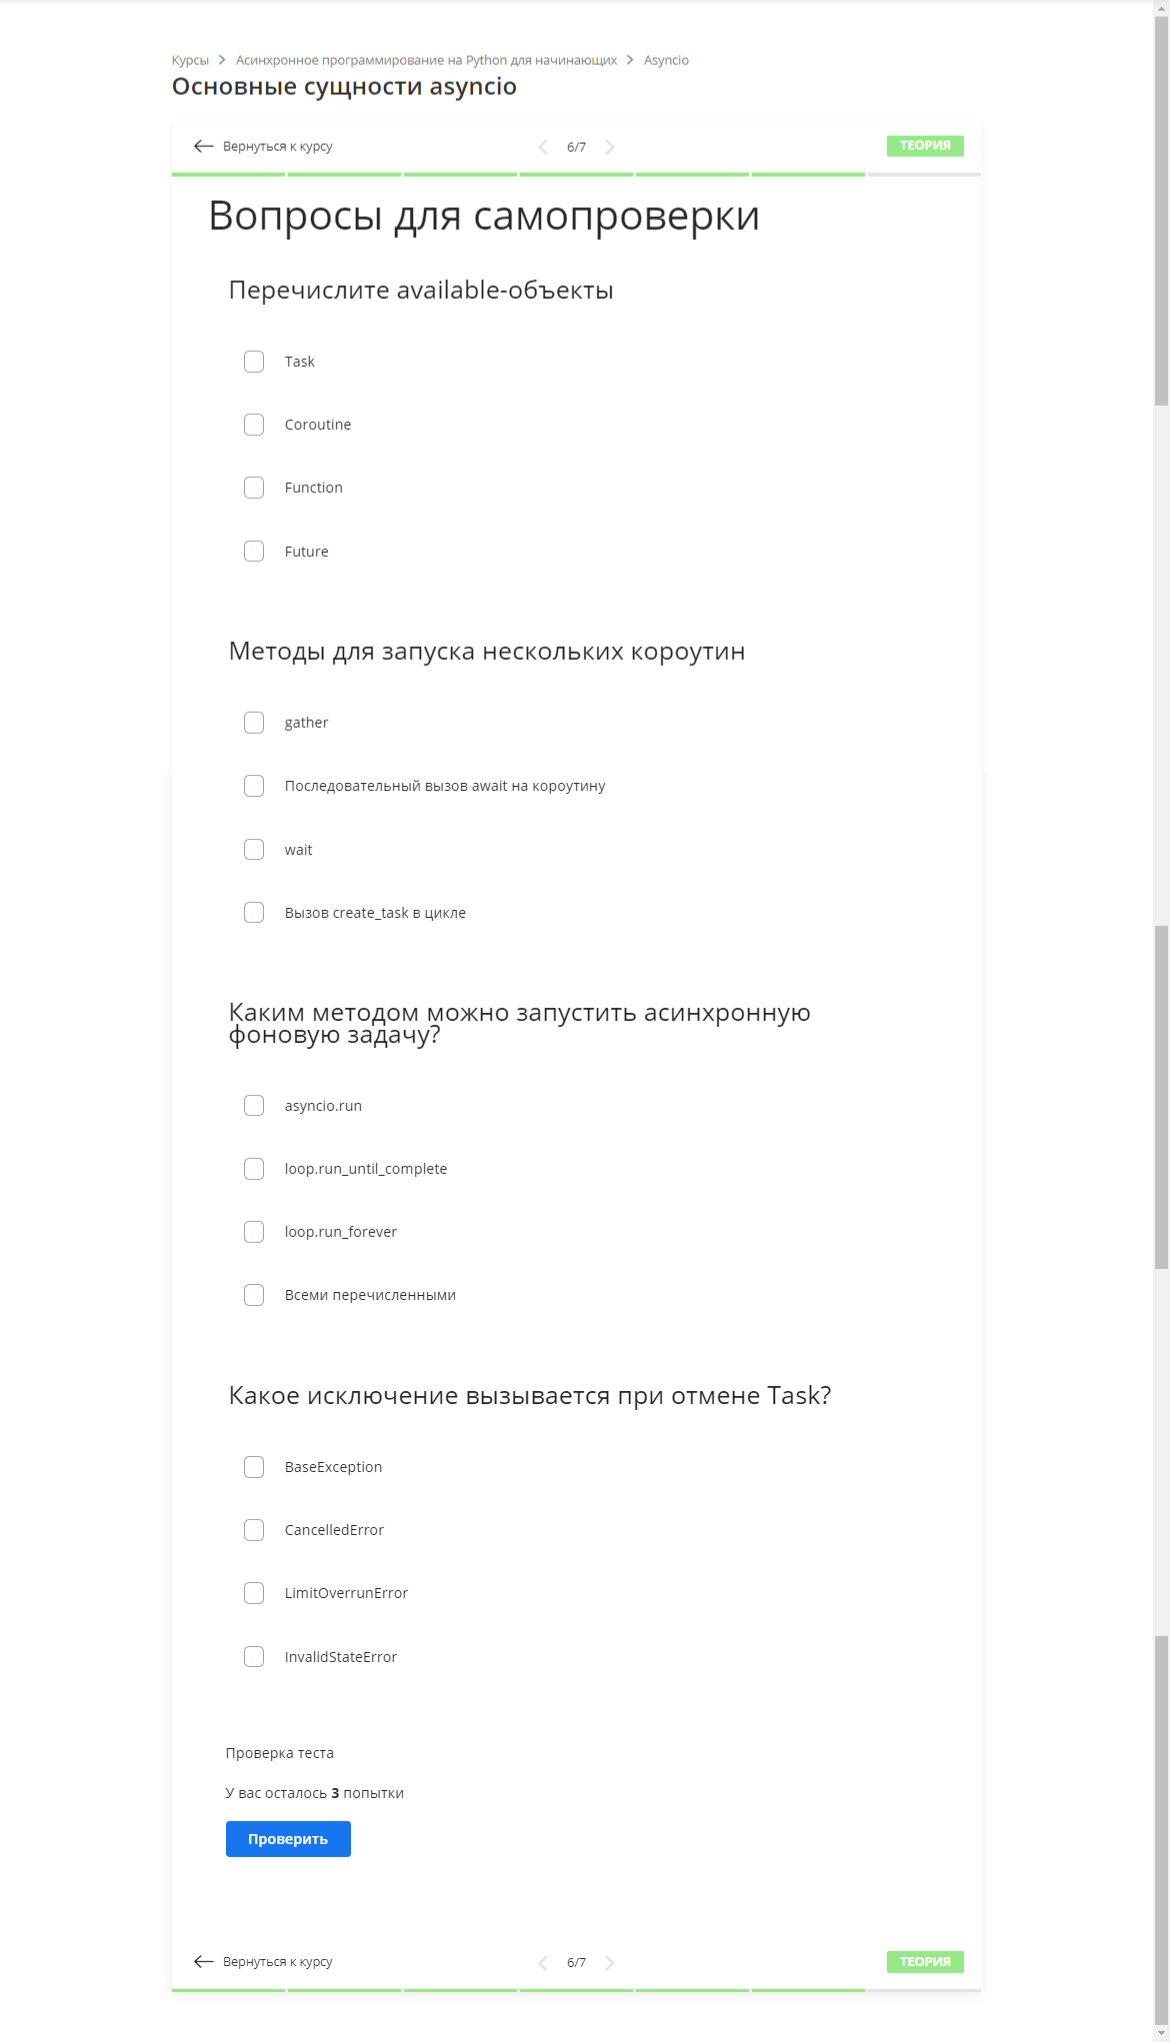 Курсы > Асинхронное программирование на Python для начинающих > Asyncio
Основные сущности asyncio
← Вернуться к курсу
6/7
ТЕОРИЯ
Вопросы для самопроверки
Перечислите available-объекты
Task
Coroutine
Function
Future
Методы для запуска нескольких короутин
gather
Последовательный вызов await на короутину
wait
Вызов create_task в цикле
Каким методом можно запустить асинхронную
фоновую задачу?
asyncio.run
loop.run_until_complete
loop.run_forever
Всеми перечисленными
Какое исключение вызывается при отмене Task?
BaseException
CancelledError
LimitOverrunError
InvalidStateError
Проверка теста
У вас осталось 3 попытки
Проверить
← Вернуться к курсу
6/7
ТЕОРИЯ